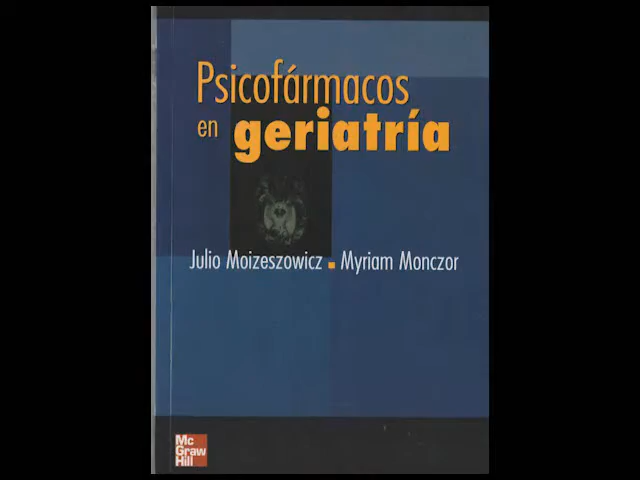 Psicofármacos
en geriatría
Julio Moizeszowicz ■ Myriam Monczor
Mc
Graw
Hill